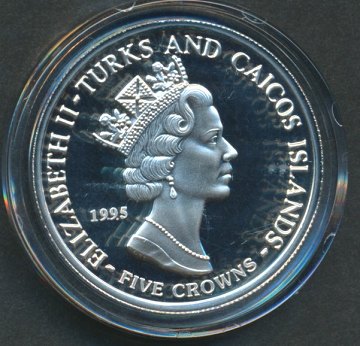 ELIZABETH II - TURKS AND CAICOS ISLANDS -
1995
- FIVE CROWNS -